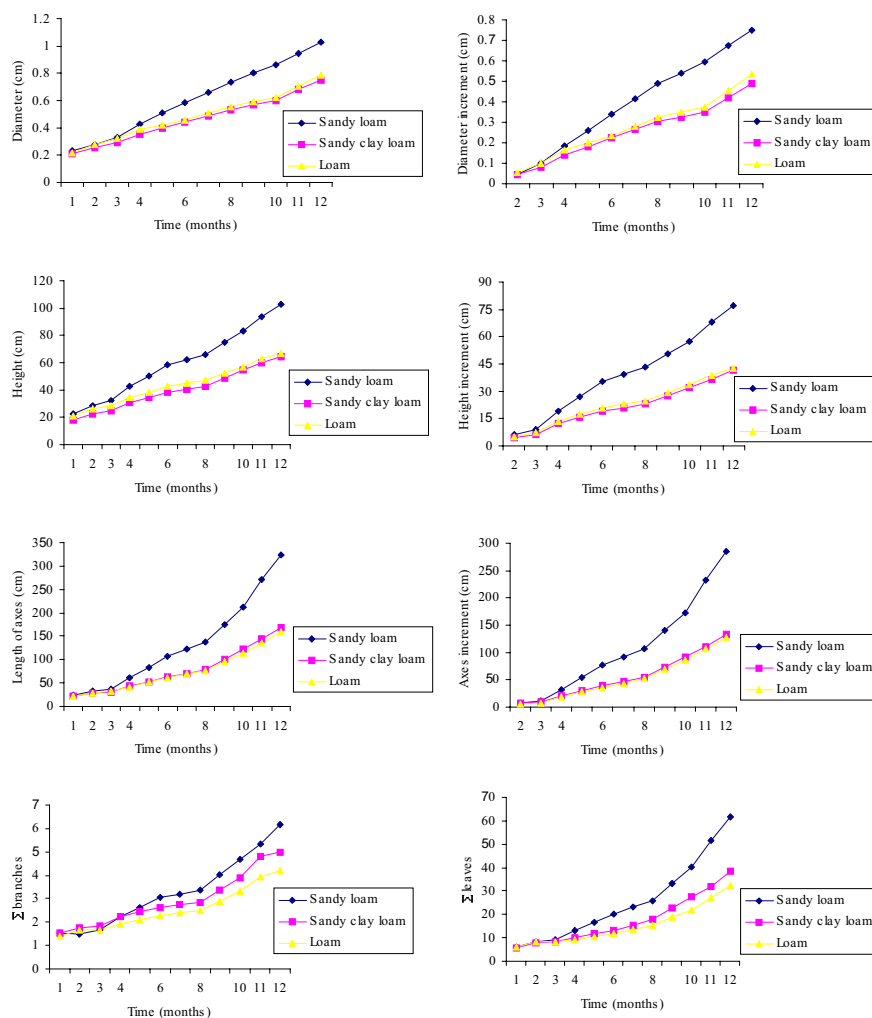 Diameter (cm)
1.2
1
0.8
0.6
0.4
0.2
0
1 2 3 4 6 8 10 11 12
Time (months)
Sandy loam
Sandy clay loam
Loam
Diameter increment (cm)
0.8
0.7
0.6
0.5
0.4
0.3
0.2
0.1
0
2 3 4 6 8 10 11 12
Time (months)
Sandy loam
Sandy clay loam
Loam
Height (cm)
120
100
80
60
40
20
0
1 2 3 4 6 8 10 11 12
Time (months)
Sandy loam
Sandy clay loam
Loam
Height increment (cm)
90
75
60
45
30
15
0
2 3 4 6 8 10 11 12
Time (months)
Sandy loam
Sandy clay loam
Loam
Length of axes (cm)
350
300
250
200
150
100
50
0
1 2 3 4 6 8 10 11 12
Time (months)
Sandy loam
Sandy clay loam
Loam
Axes increment (cm)
300
250
200
150
100
50
0
2 3 4 6 8 10 11 12
Time (months)
Sandy loam
Sandy clay loam
Loam
Σbranches
7
6
5
4
3
2
1
0
1 2 3 4 6 8 10 11 12
Time (months)
Sandy loam
Sandy clay loam
Loam
Σleaves
70
60
50
40
30
20
10
0
1 2 3 4 6 8 10 11 12
Time (months)
Sandy loam
Sandy clay loam
Loam